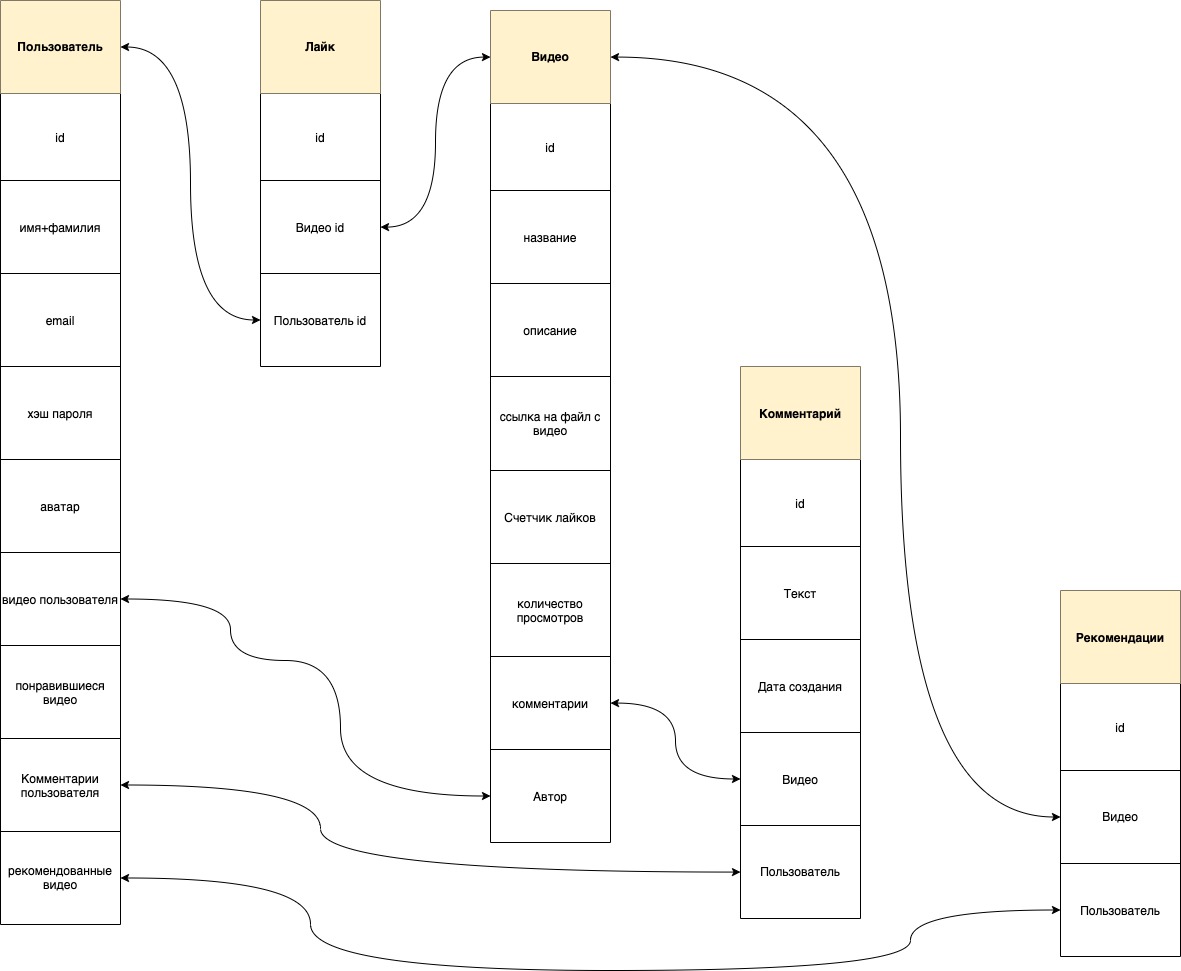 Пользователь
id
имя+фамилия
email
хэш пароля
аватар
видео пользователя
понравившиеся
видео
Комментарии
пользователя
рекомендованные
видео
Лайк
id
Видео id
Пользователь id
Видео
id
название
описание
ссылка на файл с
видео
Счетчик лайков
количество
просмотров
комментарии
Автор
Комментарий
id
Текст
Дата создания
Видео
Пользователь
Рекомендации
id
Видео
Пользователь